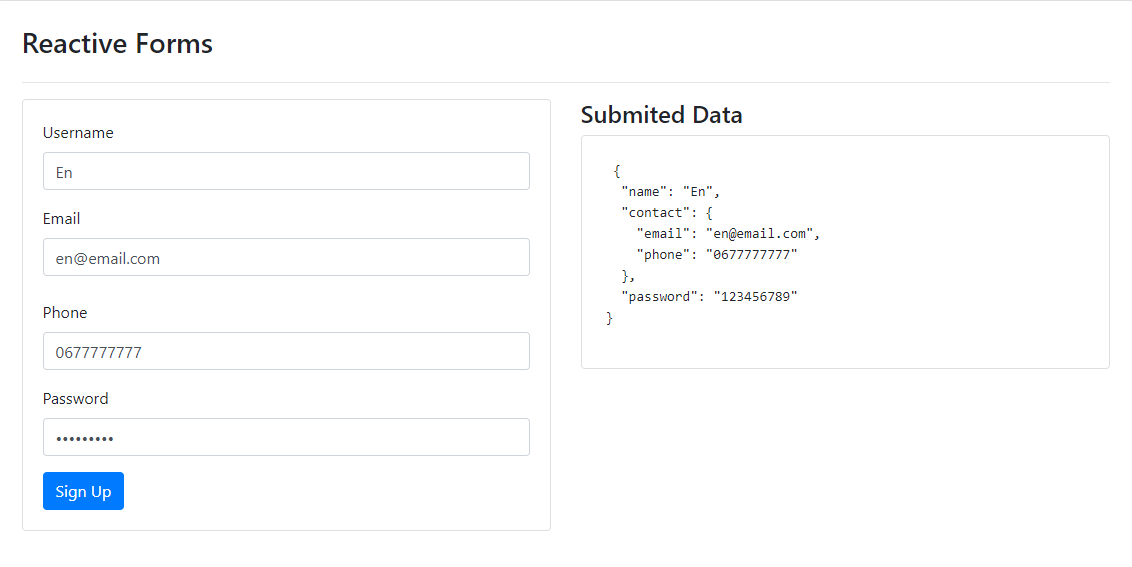 Reactive Forms
Username
En
Email
en@email.com
Phone
0677777777
Password
•••••••••
Sign Up
Submited Data
{
"name": "En",
"contact": {
"email": "en@email.com",
"phone": "0677777777"
},
"password": "123456789"
}